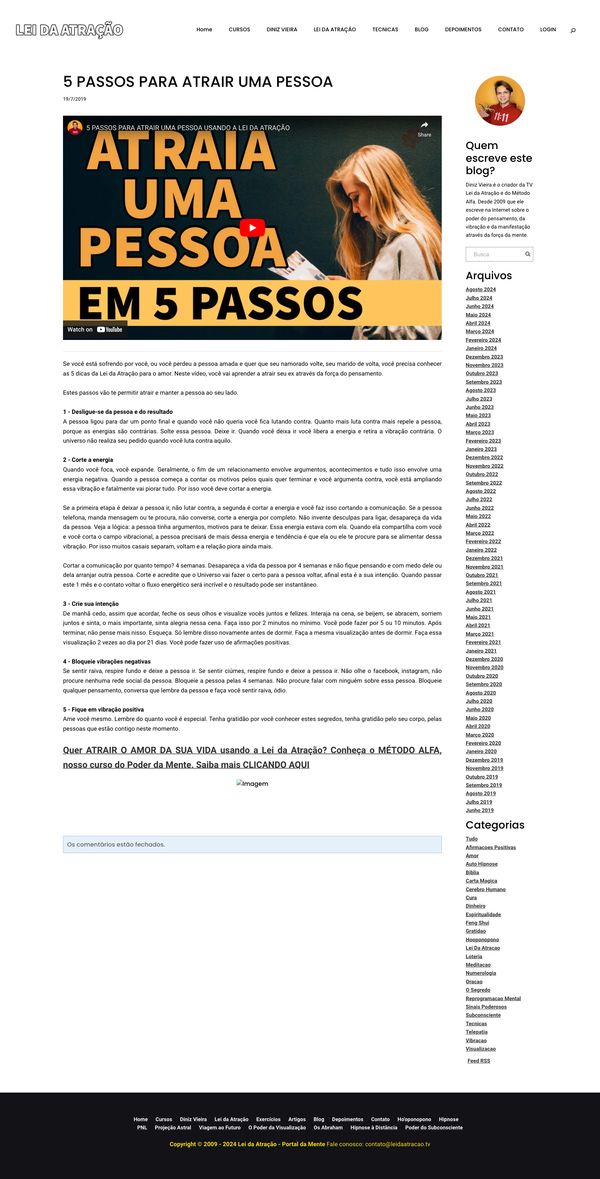 LEI DA ATRAÇÃO
Home CURSOS DINIZ VIEIRA LEI DA ATRAÇÃO TECNICAS BLOG DEPOIMENTOS CONTATO LOGIN
5 PASSOS PARA ATRAIR UMA PESSOA
19/7/2019
5 PASSOS PARA ATRAIR UMA PESSOA USANDO A LEI DA ATRAÇÃO
Share
ATRAIA
UMA
PESSOA
EM 5 PASSOS
Watch on YouTube
Se você está sofrendo por você, ou você perdeu a pessoa amada e quer que seu namorado volte, seu marido de volta, você precisa conhecer
as 5 dicas da Lei da Atração para o amor. Neste vídeo, você vai aprender a atrair seu ex através da força do pensamento.
Estes passos vão te permitir atrair e manter a pessoa ao seu lado.
1 - Desligue-se da pessoa e do resultado
A pessoa ligou para dar um ponto final e quando você não queria você fica lutando contra. Quanto mais luta contra mais repele a pessoa,
porque as energias são contrárias. Solte essa pessoa. Deixe ir. Quando você deixa ir você libera a energia e retira a vibração contrária. O
universo não realiza seu pedido quando você luta contra aquilo.
2 - Corte a energia
Quando você foca, você expande. Geralmente, o fim de um relacionamento envolve argumentos, acontecimentos e tudo isso envolve uma
energia negativa. Quando a pessoa começa a contar os motivos pelos quais quer terminar e você argumenta contra, você está ampliando
essa vibração e fatalmente vai piorar tudo. Por isso você deve cortar a energia.
Se a primeira etapa é deixar a pessoa ir, não lutar contra, a segunda é cortar a energia e você faz isso cortando a comunicação. Se a pessoa
telefona, manda mensagem ou te procura, não converse, corte a energia por completo. Não invente desculpas para ligar, desapareça da vida
da pessoa. Veja a lógica: a pessoa tinha argumentos, motivos para te deixar. Essa energia estava com ela. Quando ela compartilha com você
e você corta o campo vibracional, a pessoa precisará de mais dessa energia e tendência é que ela ou ele te procure para se alimentar dessa
vibração. Por isso muitos casais separam, voltam e a relação piora ainda mais.
Cortar a comunicação por quanto tempo? 4 semanas. Desapareça da vida da pessoa por 4 semanas e não fique pensando e com medo dele ou
dela arranjar outra pessoa. Corte e acredite que o Universo vai fazer o certo para a pessoa voltar, afinal esta é a sua intenção. Quando passar
este 1 mês e o contato voltar o fluxo energético será incrível e o resultado pode ser instantâneo.
3 - Crie sua intenção
De manhã cedo, assim que acordar, feche os seus olhos e visualize vocês juntos e felizes. Interaja na cena, se beijem, se abracem, sorriem
juntos e sinta, o mais importante, sinta alegria nessa cena. Faça isso por 2 minutos no mínimo. Você pode fazer por 5 ou 10 minutos. Após
terminar, não pense mais nisso. Esqueça. Só lembre disso novamente antes de dormir. Faça a mesma visualização antes de dormir. Faça essa
visualização 2 vezes ao dia por 21 dias. Você pode fazer uso de afirmações positivas.
4 - Bloqueie vibrações negativas
Se sentir raiva, respire fundo e deixe a pessoa ir. Se sentir ciúmes, respire fundo e deixe a pessoa ir. Não olhe o facebook, instagram, não
procure nenhuma rede social da pessoa. Bloqueie a pessoa pelas 4 semanas. Não procure falar com ninguém sobre essa pessoa. Bloqueie
qualquer pensamento, conversa que lembre da pessoa e faça você sentir raiva, ódio.
5 - Fique em vibração positiva
Ame você mesmo. Lembre do quanto você é especial. Tenha gratidão por você conhecer estes segredos, tenha gratidão pelo seu corpo, pelas
pessoas que estão contigo neste momento.
Quer ATRAIR O AMOR DA SUA VIDA usando a Lei da Atração? Conheça o MÉTODO ALFA,
nosso curso do Poder da Mente. Saiba mais CLICANDO AQUI
Imagem
Os comentários estão fechados.
11:11
Quem
escreve este
blog?
Diniz Vieira é o criador da TV
Lei da Atração e do Método
Alfa. Desde 2009 que ele
escreve na Internet sobre o
poder do pensamento, da
vibração e da manifestação
através da força da mente.
Busca
Arquivos
Agosto 2024
Julho 2024
Junho 2024
Maio 2024
Abril 2024
Março 2024
Fevereiro 2024
Janeiro 2024
Dezembro 2023
Novembro 2023
Outubro 2023
Setembro 2023
Agosto 2023
Julho 2023
Junho 2023
Maio 2023
Abril 2023
Março 2023
Fevereiro 2023
Janeiro 2023
Dezembro 2022
Novembro 2022
Outubro 2022
Setembro 2022
Agosto 2022
Julho 2022
Junho 2022
Maio 2022
Abril 2022
Março 2022
Fevereiro 2022
Janeiro 2022
Dezembro 2021
Novembro 2021
Outubro 2021
Setembro 2021
Agosto 2021
Julho 2021
Junho 2021
Maio 2021
Abril 2021
Março 2021
Fevereiro 2021
Janeiro 2021
Dezembro 2020
Novembro 2020
Outubro 2020
Setembro 2020
Agosto 2020
Julho 2020
Junho 2020
Maio 2020
Abril 2020
Março 2020
Fevereiro 2020
Janeiro 2020
Dezembro 2019
Novembro 2019
Outubro 2019
Setembro 2019
Agosto 2019
Julho 2019
Junho 2019
Categorias
Tudo
Afirmacoes Positivas
Amor
Auto Hipnose
Biblia
Carta Magica
Cerebro Humano
Cura
Dinheiro
Espiritualidade
Feng Shui
Gratidao
Hooponopono
Lei Da Atracao
Loteria
Meditacao
Numerologia
Oracao
O Segredo
Reprogramacao Mental
Sinais Poderosos
Subconsciente
Tecnicas
Telepatia
Vibracao
Visualizacao
Feed RSS
Home Cursos Diniz Vieira Lei da Atração Exercícios Artigos Blog Depoimentos Contato Ho'oponopono Hipnose
PNL Projeção Astral Viagem ao Futuro O Poder da Visualização Os Abraham Hipnose à Distância Poder do Subconsciente
Copyright © 2009 - 2024 Lei da Atração - Portal da Mente Fale conosco: contato@leidaatracao.tv